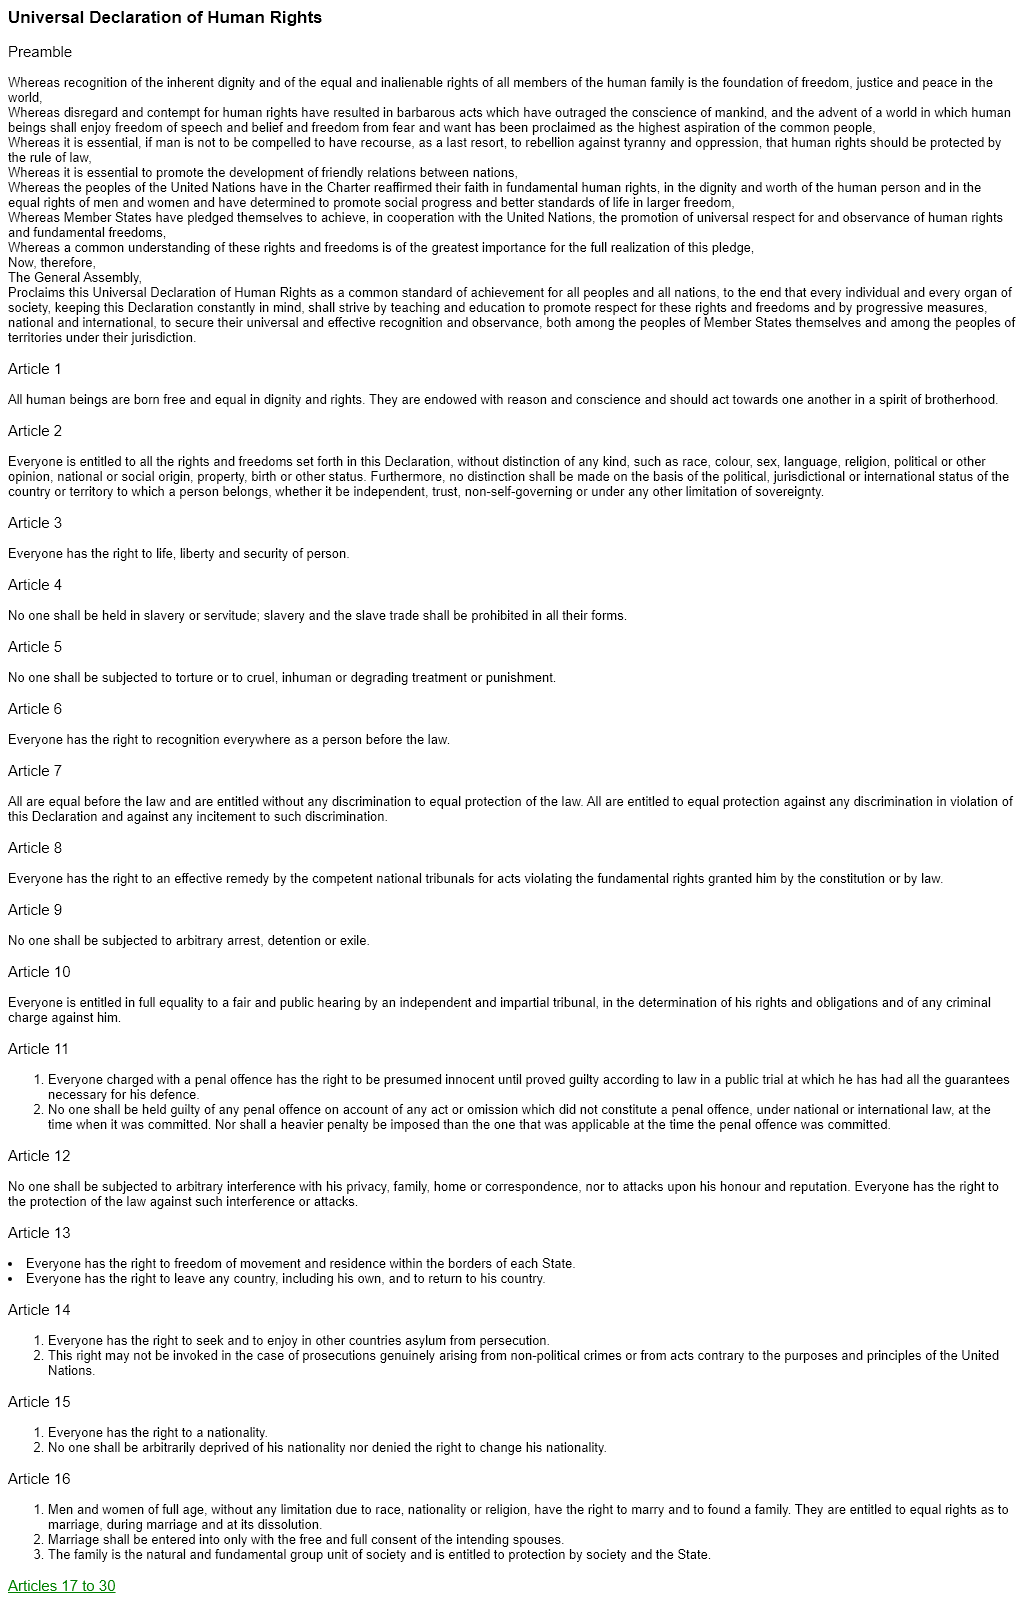 Universal Declaration of Human Rights
Preamble
Whereas recognition of the inherent dignity and of the equal and inalienable rights of all members of the human family is the foundation of freedom, justice and peace in the
world,
Whereas disregard and contempt for human rights have resulted in barbarous acts which have outraged the conscience of mankind, and the advent of a world in which human
beings shall enjoy freedom of speech and belief and freedom from fear and want has been proclaimed as the highest aspiration of the common people,
Whereas it is essential, if man is not to be compelled to have recourse, as a last resort, to rebellion against tyranny and oppression, that human rights should be protected by
the rule of law,
Whereas it is essential to promote the development of friendly relations between nations,
Whereas the peoples of the United Nations have in the Charter reaffirmed their faith in fundamental human rights, in the dignity and worth of the human person and in the
equal rights of men and women and have determined to promote social progress and better standards of life in larger freedom,
Whereas Member States have pledged themselves to achieve, in cooperation with the United Nations, the promotion of universal respect for and observance of human rights
and fundamental freedoms,
Whereas a common understanding of these rights and freedoms is of the greatest importance for the full realization of this pledge,
Now, therefore,
The General Assembly,
Proclaims this Universal Declaration of Human Rights as a common standard of achievement for all peoples and all nations, to the end that every individual and every organ of
society, keeping this Declaration constantly in mind, shall strive by teaching and education to promote respect for these rights and freedoms and by progressive measures,
national and international, to secure their universal and effective recognition and observance, both among the peoples of Member States themselves and among the peoples of
territories under their jurisdiction.
Article 1
All human beings are born free and equal in dignity and rights. They are endowed with reason and conscience and should act towards one another in a spirit of brotherhood.
Article 2
Everyone is entitled to all the rights and freedoms set forth in this Declaration, without distinction of any kind, such as race, colour, sex, language, religion, political or other
opinion, national or social origin, property, birth or other status. Furthermore, no distinction shall be made on the basis of the political, jurisdictional or international status of the
country or territory to which a person belongs, whether it be independent, trust, non-self-governing or under any other limitation of sovereignty.
Article 3
Everyone has the right to life, liberty and security of person.
Article 4
No one shall be held in slavery or servitude; slavery and the slave trade shall be prohibited in all their forms.
Article 5
No one shall be subjected to torture or to cruel, inhuman or degrading treatment or punishment.
Article 6
Everyone has the right to recognition everywhere as a person before the law.
Article 7
All are equal before the law and are entitled without any discrimination to equal protection of the law. All are entitled to equal protection against any discrimination in violation of
this Declaration and against any incitement to such discrimination.
Article 8
Everyone has the right to an effective remedy by the competent national tribunals for acts violating the fundamental rights granted him by the constitution or by law.
Article 9
No one shall be subjected to arbitrary arrest, detention or exile.
Article 10
Everyone is entitled in full equality to a fair and public hearing by an independent and impartial tribunal, in the determination of his rights and obligations and of any criminal
charge against him.
Article 11
1. Everyone charged with a penal offence has the right to be presumed innocent until proved guilty according to law in a public trial at which he has had all the guarantees
necessary for his defence.
2. No one shall be held guilty of any penal offence on account of any act or omission which did not constitute a penal offence, under national or international law, at the
time when it was committed. Nor shall a heavier penalty be imposed than the one that was applicable at the time the penal offence was committed.
Article 12
No one shall be subjected to arbitrary interference with his privacy, family, home or correspondence, nor to attacks upon his honour and reputation. Everyone has the right to
the protection of the law against such interference or attacks.
Article 13
• Everyone has the right to freedom of movement and residence within the borders of each State.
• Everyone has the right to leave any country, including his own, and to return to his country.
Article 14
1. Everyone has the right to seek and to enjoy in other countries asylum from persecution.
2. This right may not be invoked in the case of prosecutions genuinely arising from non-political crimes or from acts contrary to the purposes and principles of the United
Nations.
Article 15
1. Everyone has the right to a nationality.
2. No one shall be arbitrarily deprived of his nationality nor denied the right to change his nationality.
Article 16
1. Men and women of full age, without any limitation due to race, nationality or religion, have the right to marry and to found a family. They are entitled to equal rights as to
marriage, during marriage and at its dissolution.
2. Marriage shall be entered into only with the free and full consent of the intending spouses.
3. The family is the natural and fundamental group unit of society and is entitled to protection by society and the State.
Articles 17 to 30